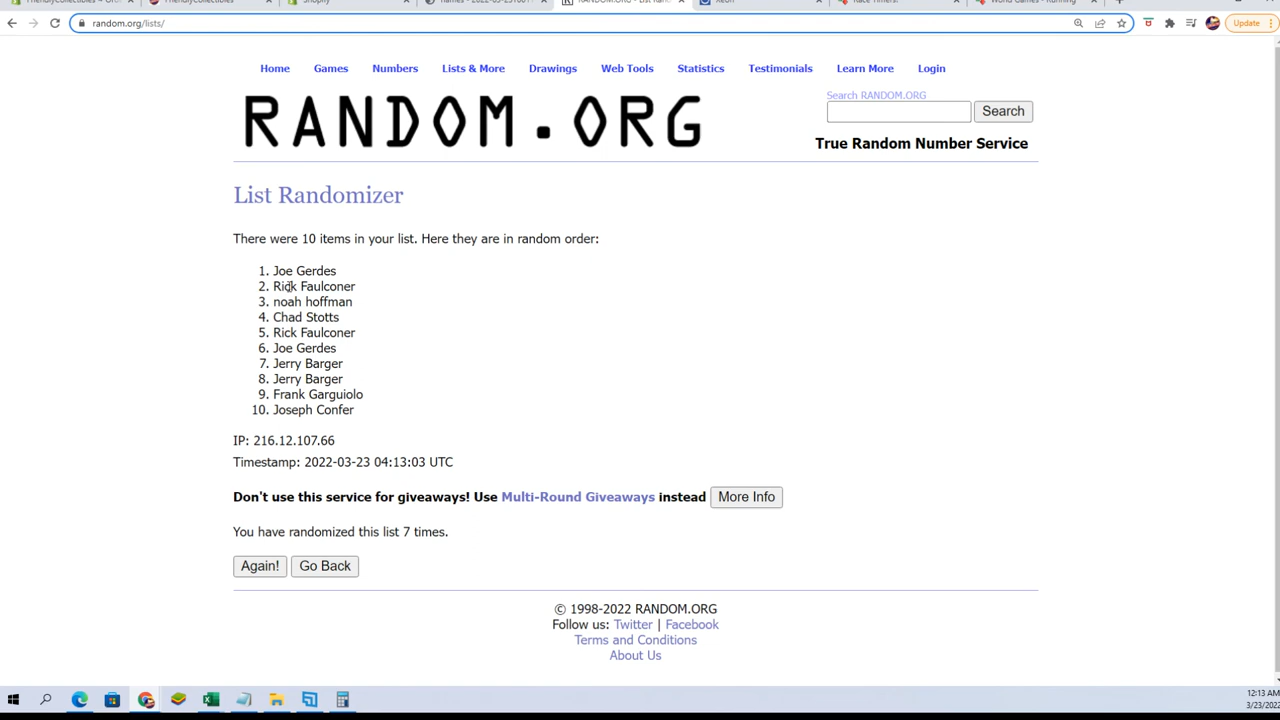 Shopify
random.org/lists/
Update
Home Games Numbers Lists & More Drawings Web Tools Statistics Testimonials Learn More Login
Search RANDOM.ORG
RANDOM.ORG
Search
True Random Number Service
List Randomizer
There were 10 items in your list. Here they are in random order:
1. Joe Gerdes
2. Rick Faulconer
3. noah hoffman
4. Chad Stotts
5. Rick Faulconer
6. Joe Gerdes
7. Jerry Barger
8. Jerry Barger
9. Frank Garguiolo
10. Joseph Confer
IP: 216.12.107.66
Timestamp: 2022-03-23 04:13:03 UTC
Don't use this service for giveaways! Use Multi-Round Giveaways instead More Info
You have randomized this list 7 times.
Again! Go Back
© 1998-2022 RANDOM.ORG
Follow us: Twitter | Facebook
Terms and Conditions
About Us
12:13 AM
3/23/2022